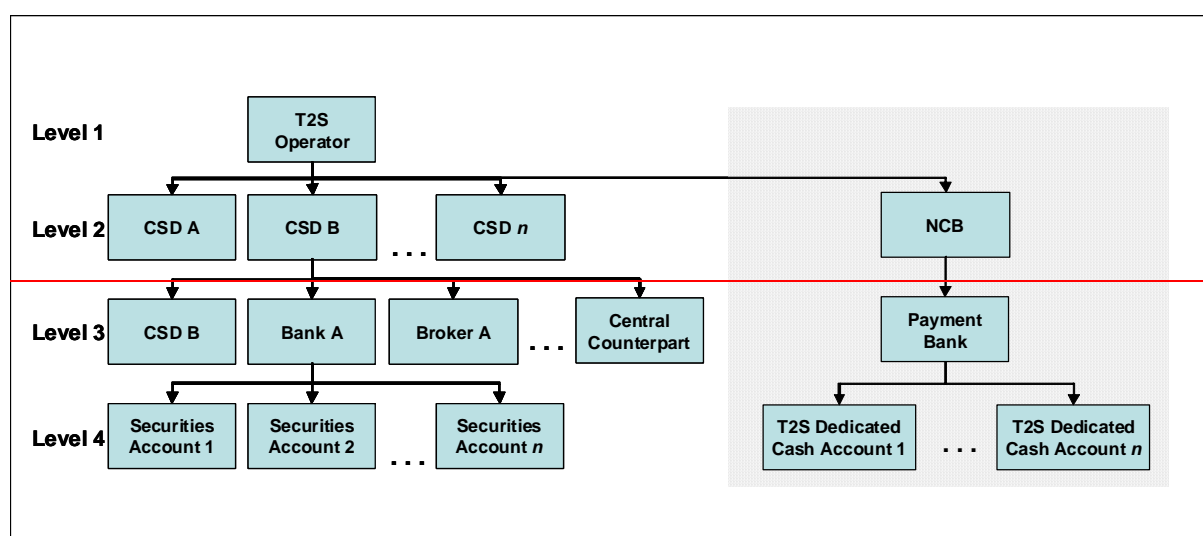 Level 1
T2S
Operator
Level 2
CSD A
CSD B
. . .
CSD n
NCB
Level 3
CSD B
Bank A
Broker A
. . .
Central
Counterpart
Payment
Bank
Level 4
Securities
Account 1
Securities
Account 2
. . .
Securities
Account n
T2S Dedicated
Cash Account 1
. . .
T2S Dedicated
Cash Account n